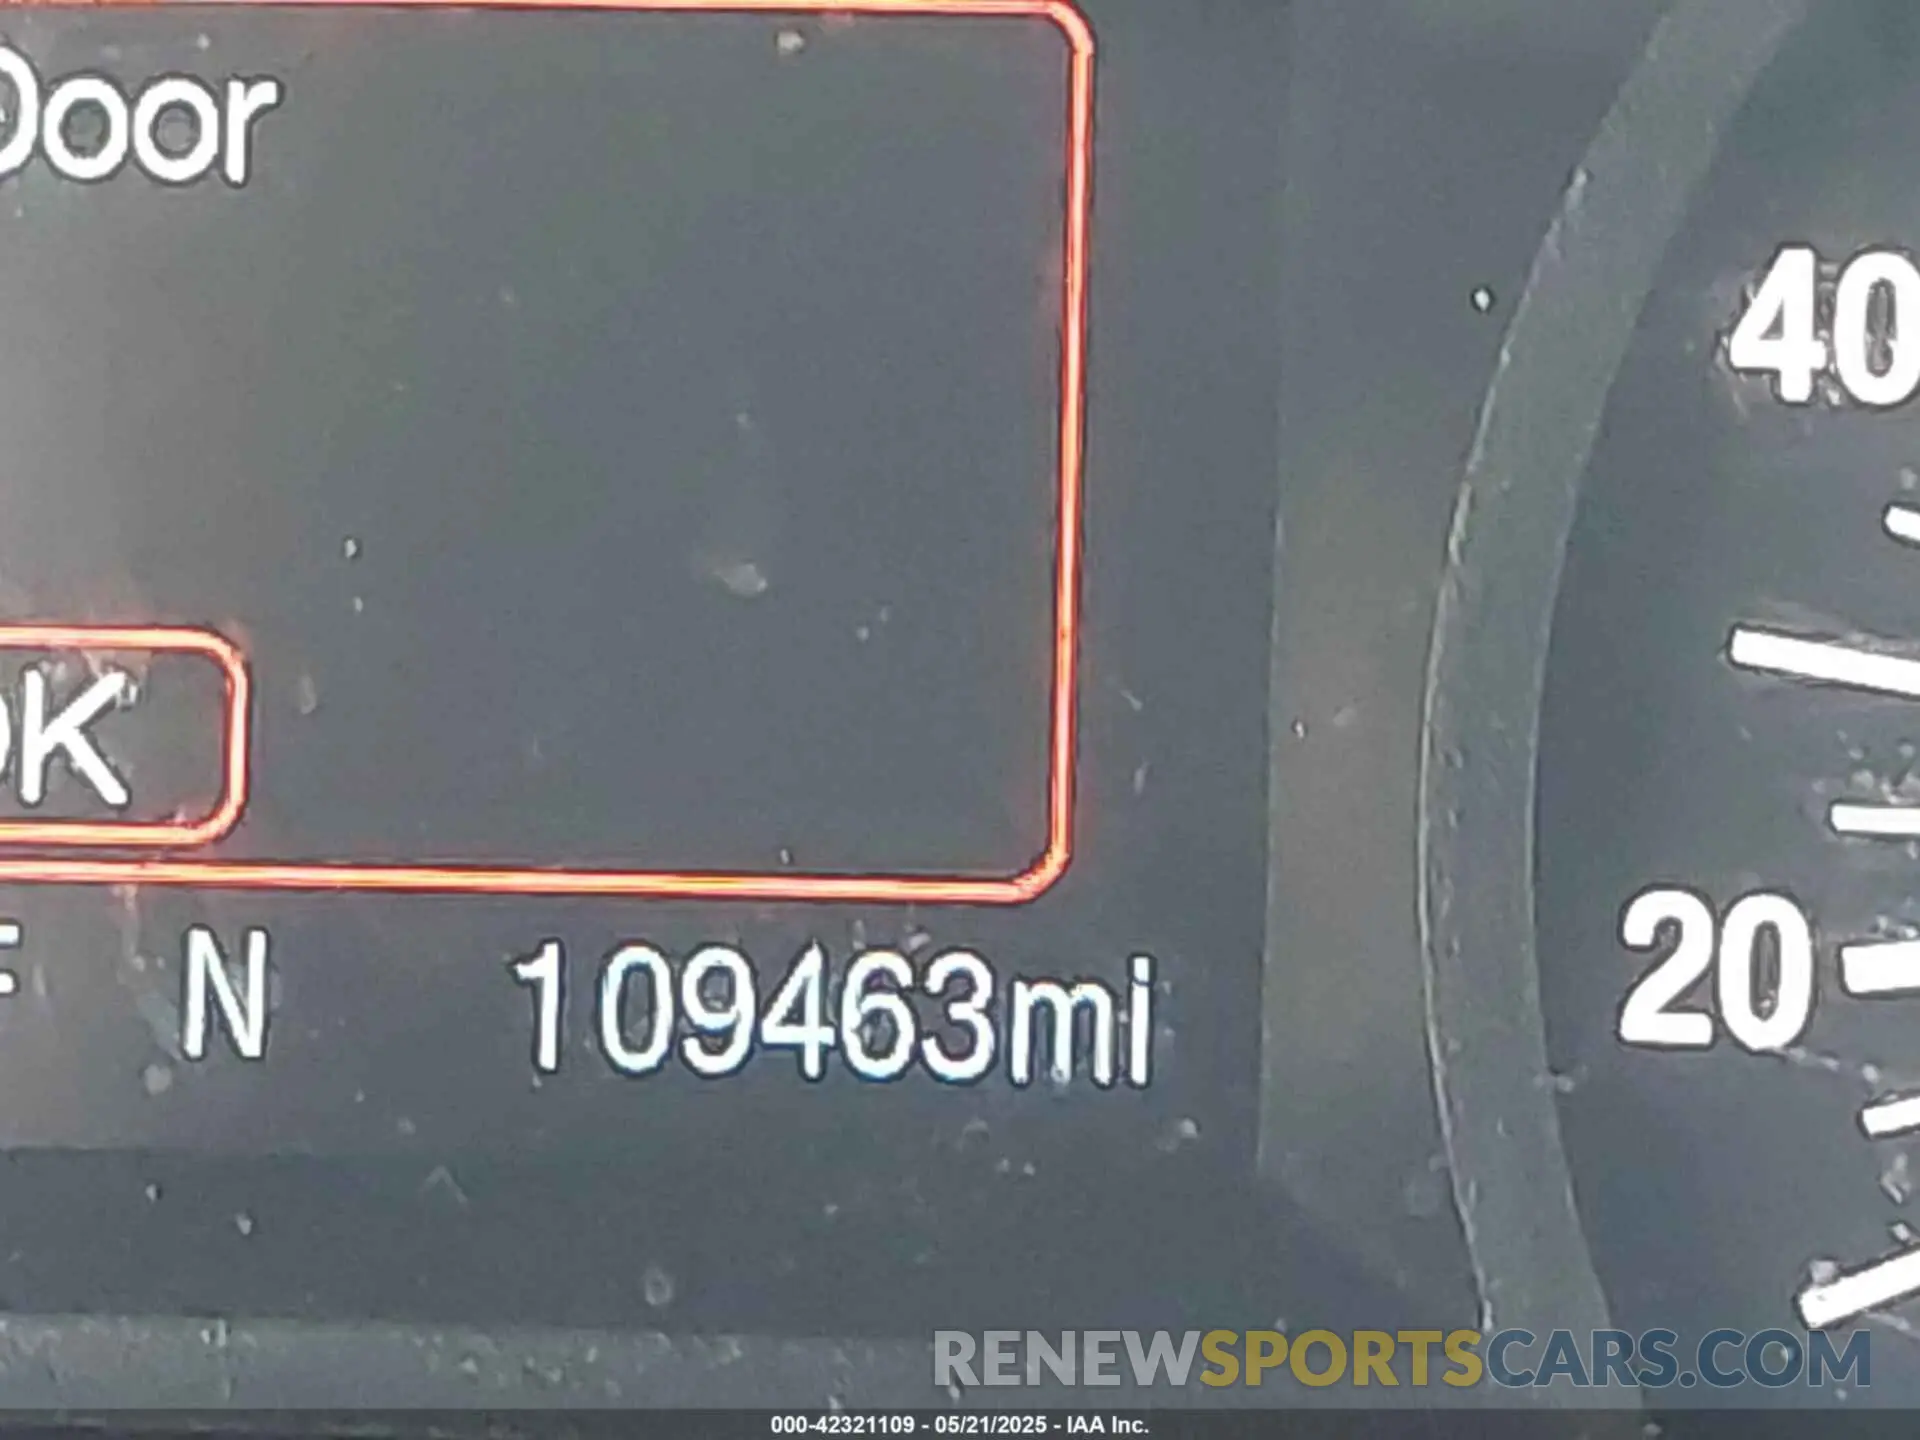 Door
40
OK
N 109463mi
20
RENEWSPORTSCARS.COM
000-42321109 - 05/21/2025 - IAA Inc.